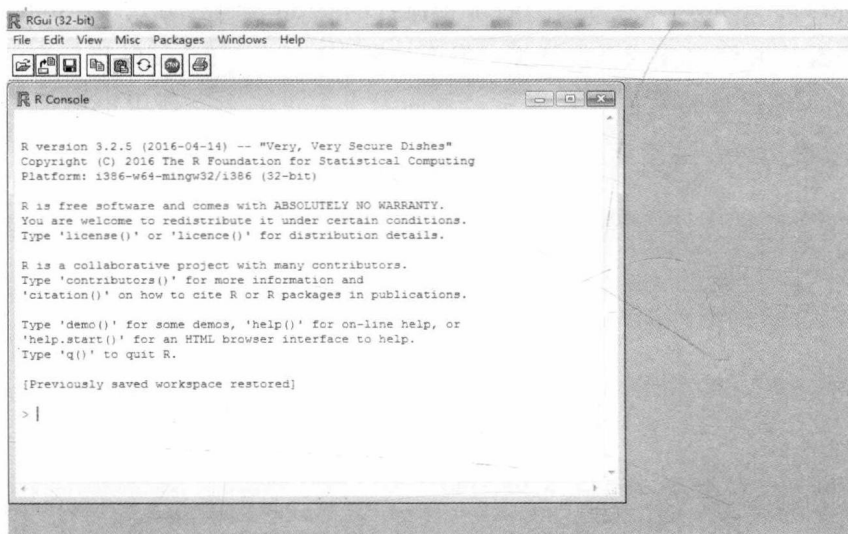 RGui (32-bit)
File Edit View Misc Packages Windows Help
STOP
R Console
R version 3.2.5 (2016-04-14) -- "Very, Very Secure Dishes"
Copyright (C) 2016 The R Foundation for Statistical Computing
Platform: i386-w64-mingw32/i386 (32-bit)
R is free software and comes with ABSOLUTELY NO WARRANTY.
You are welcome to redistribute it under certain conditions.
Type 'license()' or 'licence()' for distribution details.
R is a collaborative project with many contributors.
Type 'contributors()' for more information and
'citation()' on how to cite R or R packages in publications.
Type 'demo()' for some demos, 'help()' for on-line help, or
'help.start()' for an HTML browser interface to help.
Type 'q()' to quit R.
[Previously saved workspace restored]
>